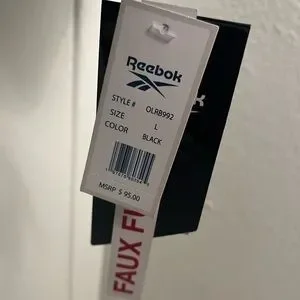 Reebok
STYLE # OLRB992
SIZE L
COLOR BLACK
MSRP $ 95.00
FAUX